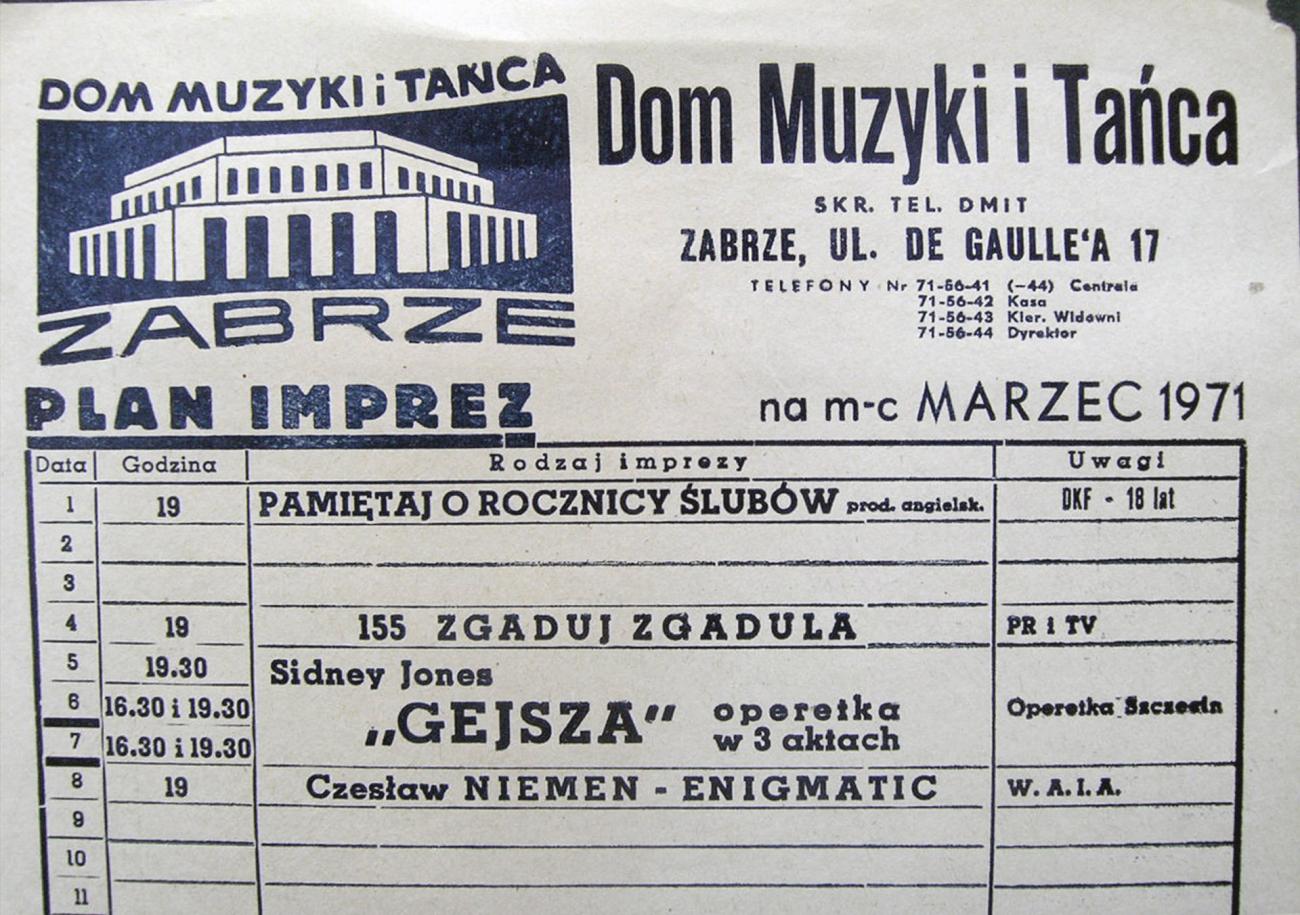 DOM MUZYKI i TAŃCA
ZABRZE
Dom Muzyki i Tańca
SKR. TEL. DMIT
ZABRZE, UL. DE GAULLE'A 17
TELEFONY Nr 71-56-41 (-44) Centrala
71-56-42 Kasa
71-56-43 Kier. Widowni
71-56-44 Dyrektor
PLAN IMPREZ
na m-c MARZEC 1971
Data Godzina Rodzaj imprezy Uwagi
1 19 PAMIĘTAJ O ROCZNICY ŚLUBÓW prod. angielsk. DKF - 18 lat
2
3
4 19 155 ZGADUJ ZGADULA PR i TV
5 19.30 Sidney Jones
6 16.30 i 19.30 „GEJSZA" operetka Operetka Szczecin
7 16.30 i 19.30 w 3 aktach
8 19 Czesław NIEMEN - ENIGMATIC W. A. I. A.
9
10
11